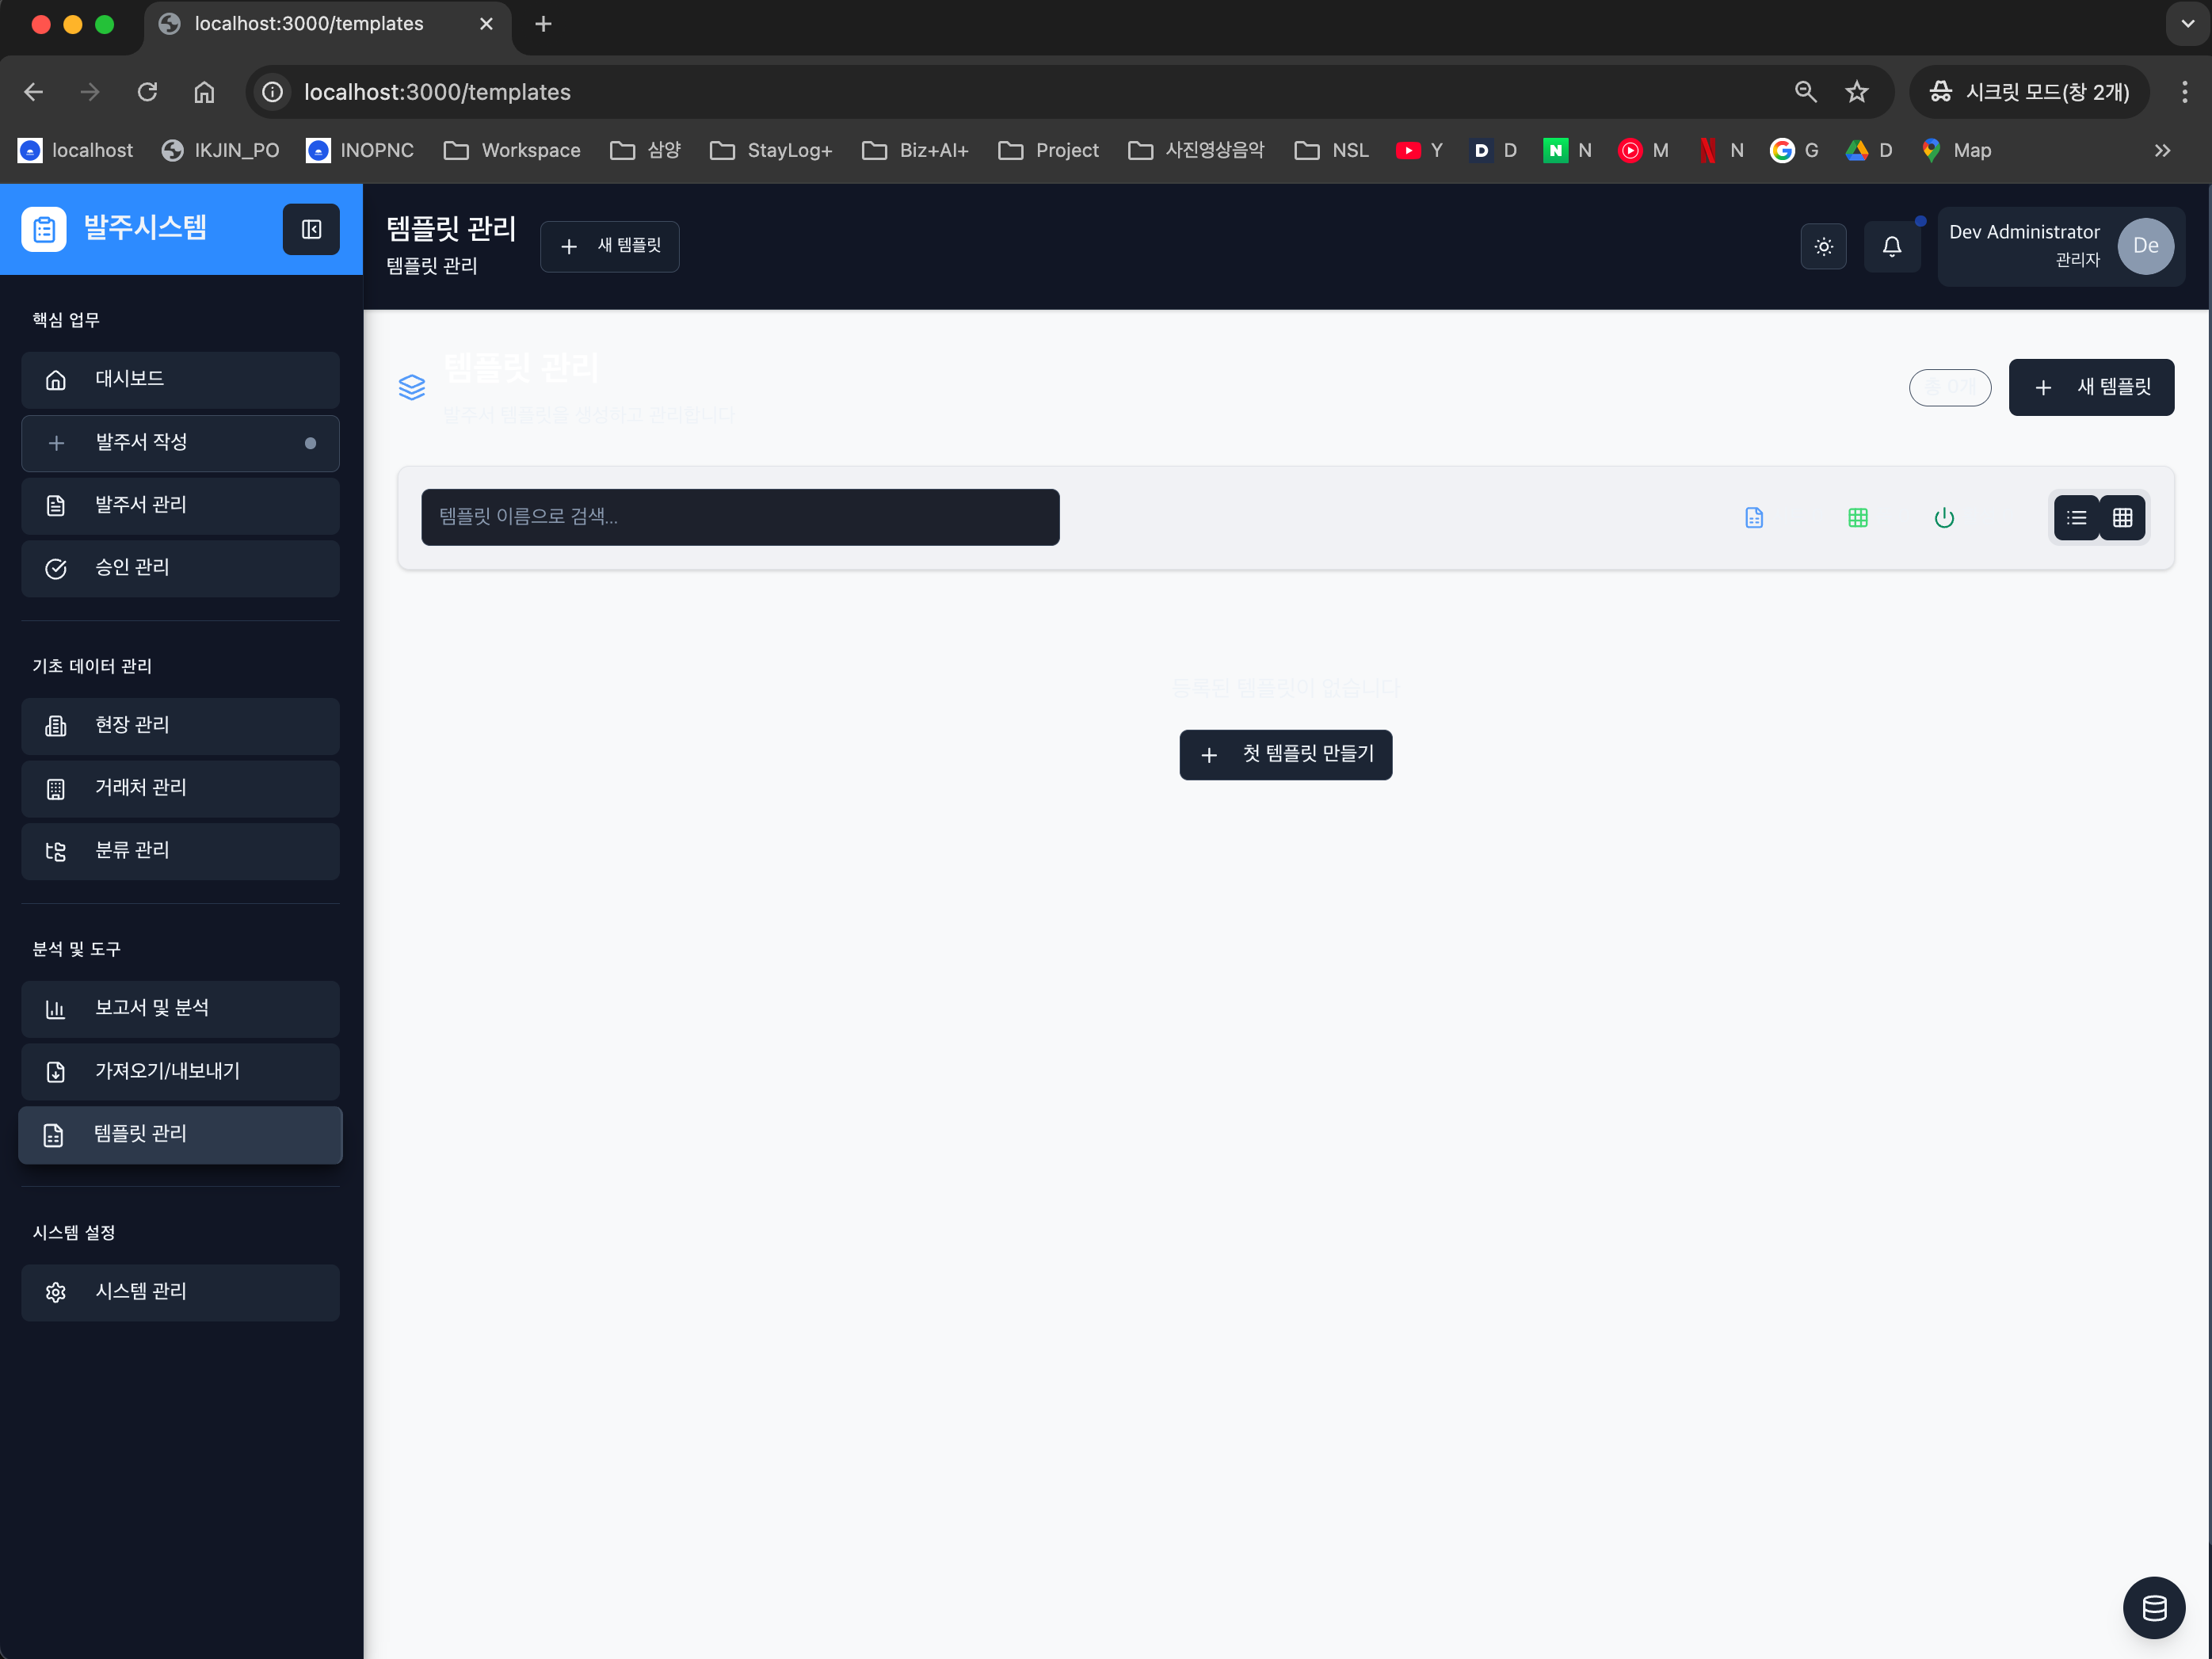 localhost:3000/templates
localhost:3000/templates
시크릿 모드(창 2개)
localhost
IKJIN_PO
INOPNC
Workspace
삼양
StayLog+
Biz+AI+
Project
사진영상음악
NSL
Y
D
N
M
N
G
D
Map
발주시스템
핵심 업무
대시보드
발주서 작성
발주서 관리
승인 관리
기초 데이터 관리
현장 관리
거래처 관리
분류 관리
분석 및 도구
보고서 및 분석
가져오기/내보내기
템플릿 관리
시스템 설정
시스템 관리
템플릿 관리
템플릿 관리
새 템플릿
Dev Administrator
관리자
De
템플릿 관리
발주서 템플릿을 생성하고 관리합니다
총 0개
새 템플릿
템플릿 이름으로 검색...
등록된 템플릿이 없습니다
첫 템플릿 만들기